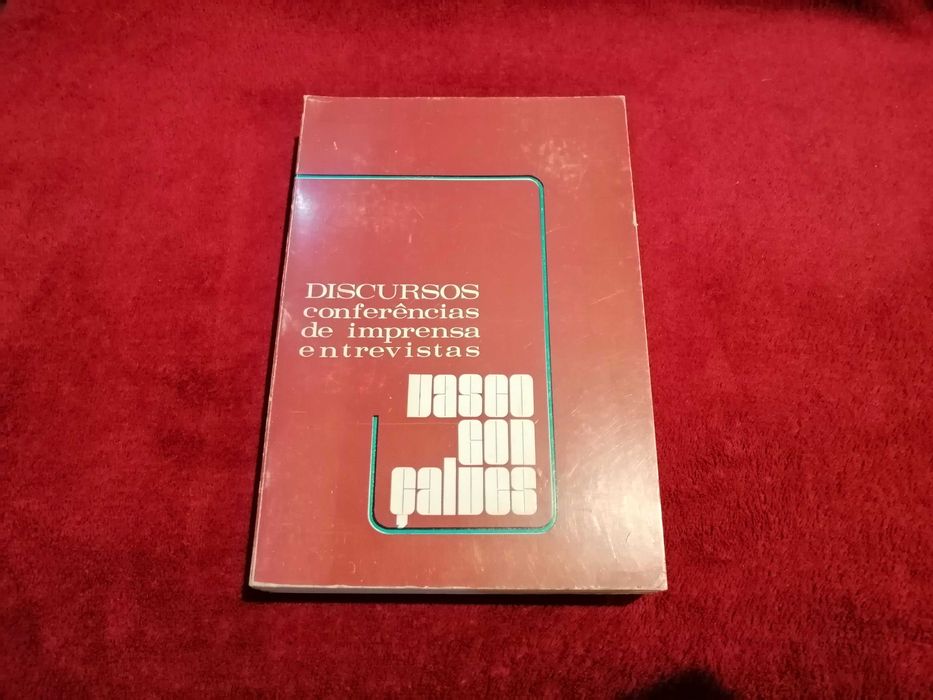 DISCURSOS
conferências
de imprensa
entrevistas
vasco
gon
çalves